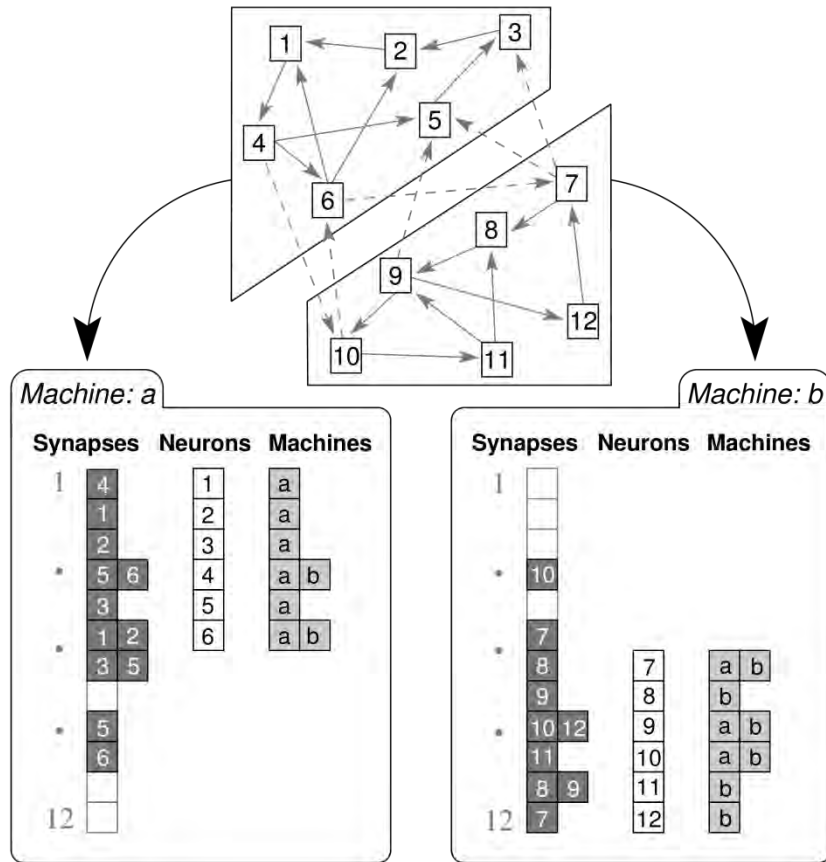 1
2
3
4
5
6
7
8
9
10
11
12
Machine: a
Synapses Neurons Machines
1 4 1 a
1 2 a
2 3 a
5 6 4 a b
3 5 a
1 2 6 a b
3 5
5
6
12
Machine: b
Synapses Neurons Machines
1
10
7
8 7 a b
9 8 b
10 12 9 a b
11 10 a b
8 9 11 b
12 7 12 b